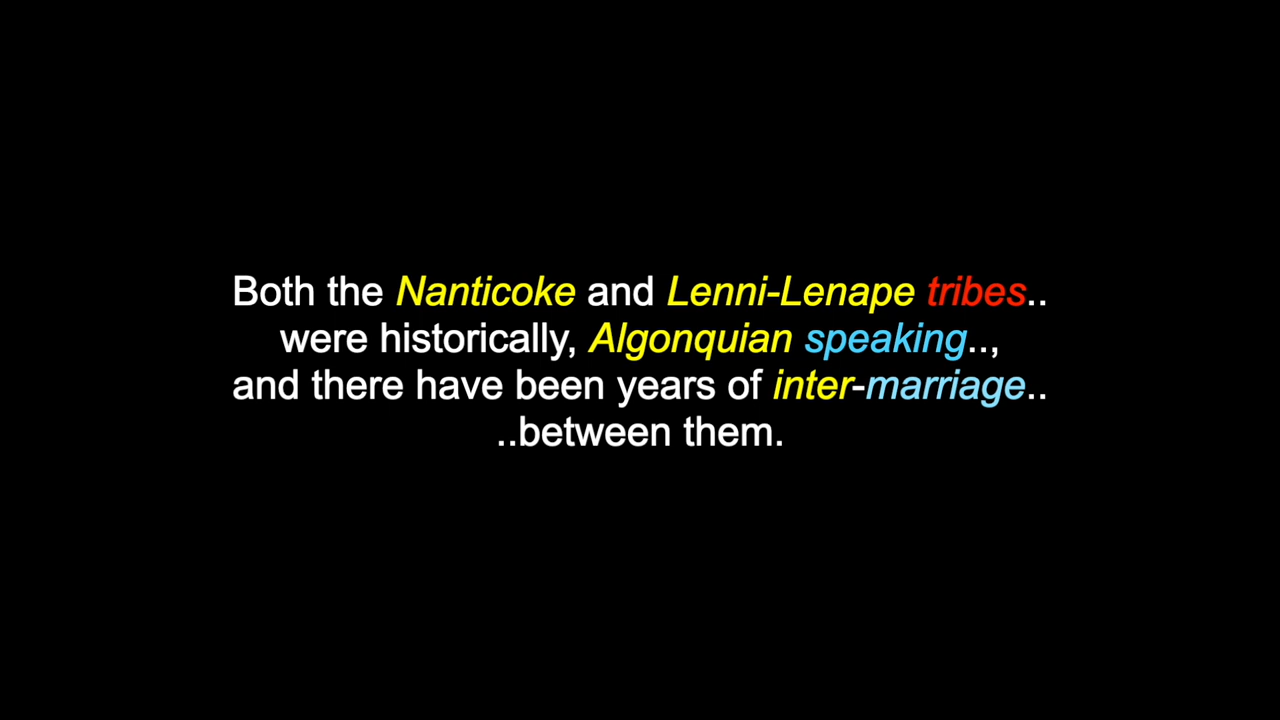 Both the Nanticoke and Lenni-Lenape tribes..
were historically, Algonquian speaking..,
and there have been years of inter-marriage..
..between them.